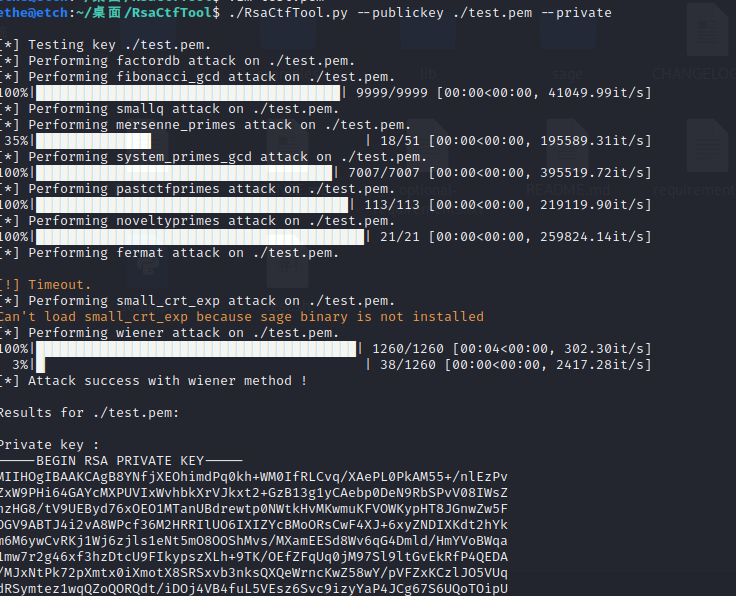 ethe@etch:~/桌面/RsaCtfTool$ ./RsaCtfTool.py --publickey ./test.pem --private
[*] Testing key ./test.pem.
[*] Performing factordb attack on ./test.pem.
[*] Performing fibonacci_gcd attack on ./test.pem.
100%| | 9999/9999 [00:00<00:00, 41049.99it/s]
[*] Performing smallq attack on ./test.pem.
[*] Performing mersenne_primes attack on ./test.pem.
35%| | 18/51 [00:00<00:00, 195589.31it/s]
[*] Performing system_primes_gcd attack on ./test.pem.
100%| | 7007/7007 [00:00<00:00, 395519.72it/s]
[*] Performing pastctfprimes attack on ./test.pem.
100%| | 113/113 [00:00<00:00, 219119.90it/s]
[*] Performing noveltyprimes attack on ./test.pem.
100%| | 21/21 [00:00<00:00, 259824.14it/s]
[*] Performing fermat attack on ./test.pem.
[!] Timeout.
[*] Performing small_crt_exp attack on ./test.pem.
Can't load small_crt_exp because sage binary is not installed
[*] Performing wiener attack on ./test.pem.
100%| | 1260/1260 [00:04<00:00, 302.30it/s]
3%| | 38/1260 [00:00<00:00, 2417.28it/s]
[*] Attack success with wiener method !
Results for ./test.pem:
Private key :
-----BEGIN RSA PRIVATE KEY-----
MIIHOgIBAAKCAgB8YNfjXEOhimdPq0kh+WM0IfRLCvq/XAePL0PkAM55+/nlEzPv
ZxW9PHi64GAYcMXPUVIxWvhbkXrVJkxt2+GzB13g1yCAebp0DeN9RbSPvV08IWsZ
hzHG8/tV9UEByd76xOEO1MTanUBdrewtp0NWtkHvMKwmuKFVOWKypHT8JGnwZw5F
OGV9ABTJ4i2vA8WPcf36M2HRRIlUO6IXIZYcBMoORsCwF4XJ+6xyZNDIXKdt2hYk
m6M6ywCvRKj1Wj6zjls1eNt5mO8OOShMvs/MXamEESd8Wv6qG4Dmld/HmYVoBWqa
1mw7r2g46xf3hzDtcU9FIkypszXLh+9TK/OEfZFqUq0jM97Sl9ltGvEkRfP4QEDA
/MJxNtPk72pXmtx0iXmotX8SRSxvb3nksQXQeWrncKwZ58wY/pVFZxKCzlJO5VUq
dRSymtez1wqQZoQORQdt/iDOj4VB4fuL5VEsz6Svc9izyYaP4JCg67S6UQoTOipU